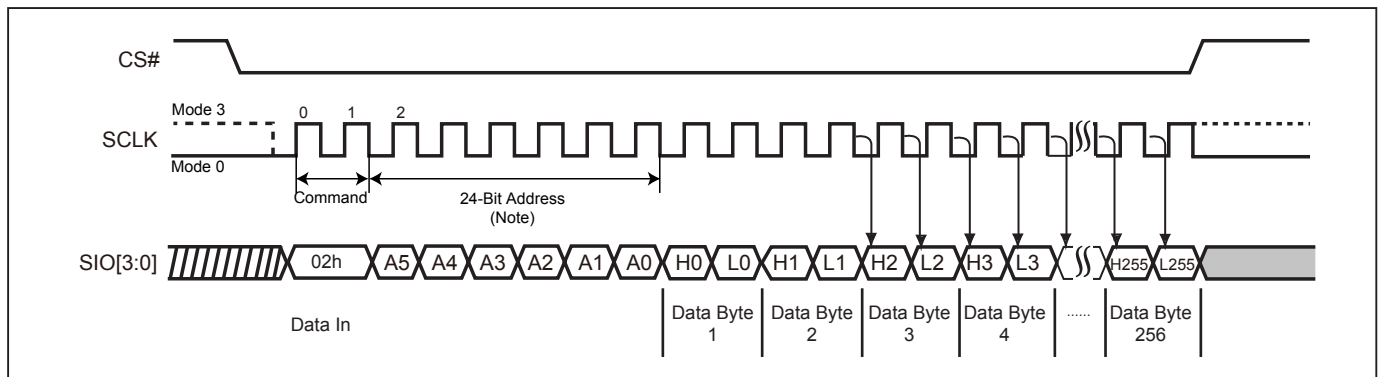 CS#
Mode 3
0 1 2
SCLK
Mode 0
Command
24-Bit Address
(Note)
SIO[3:0]
02h A5 A4 A3 A2 A1 A0 H0 L0 H1 L1 H2 L2 H3 L3 H255 L255
Data In
Data Byte 1
Data Byte 2
Data Byte 3
Data Byte 4
......
Data Byte 256